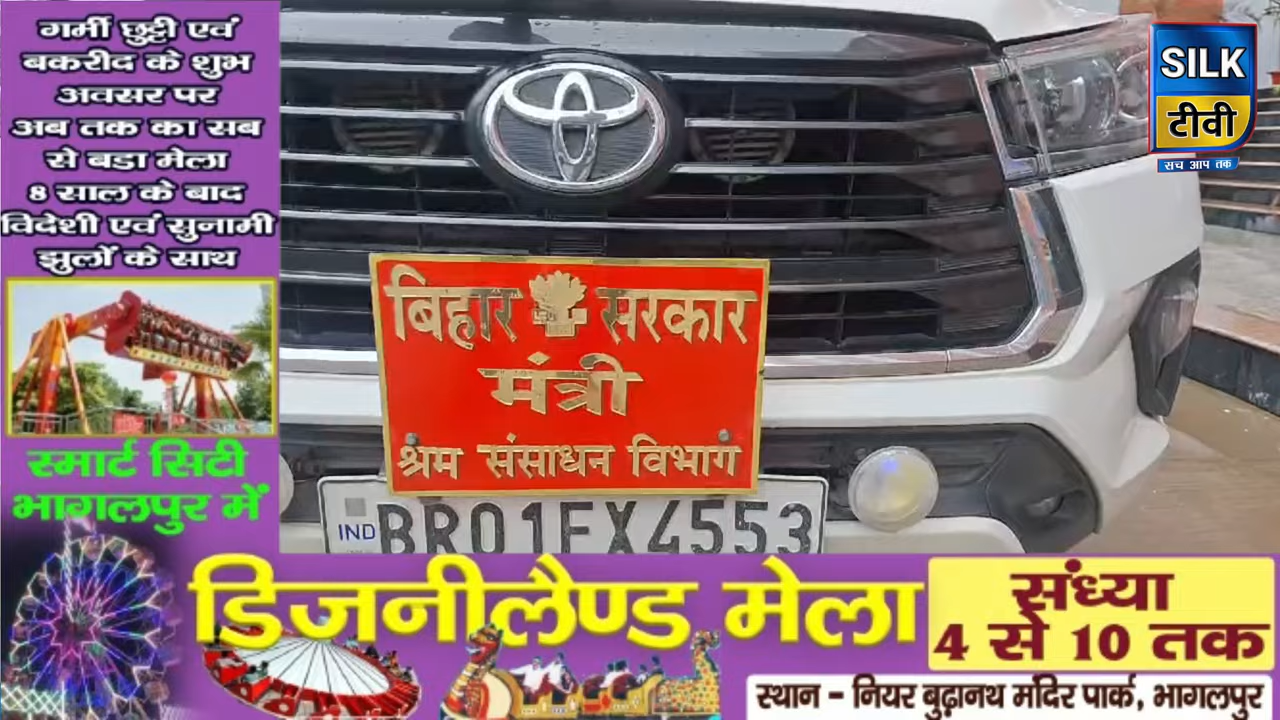 गर्मी छुट्टी एवं
बकरीद के शुभ
अवसर पर
अब तक का सब
से बडा मेला
8 साल के बाद
विदेशी एवं सुनामी
झुलों के साथ
स्मार्ट सिटी
भागलपुर में
SILK
टीवी
सच आप तक
बिहार सरकार
मंत्री
श्रम संसाधन विभाग
IND BR01FX4553
डिजनीलैण्ड मेला
संध्या
4 से 10 तक
स्थान - नियर बुढ़ानथ मंदिर पार्क, भागलपुर